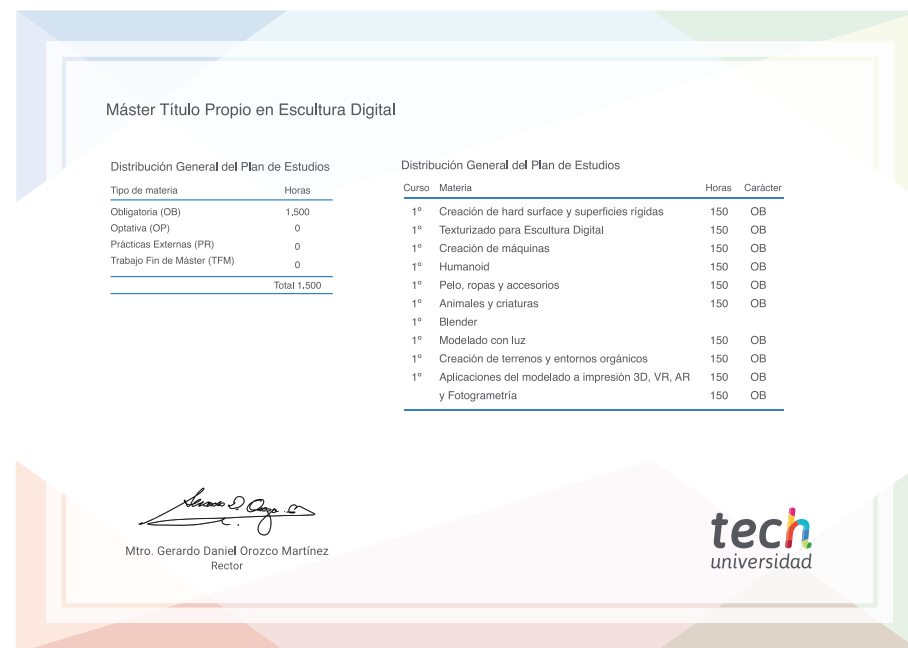 Máster Título Propio en Escultura Digital
Distribución General del Plan de Estudios
Tipo de materia Horas
Obligatoria (OB) 1,500
Optativa (OP) 0
Prácticas Externas (PR) 0
Trabajo Fin de Máster (TFM) 0
Total 1.500
Distribución General del Plan de Estudios
Curso Materia Horas Carácter
1º Creación de hard surface y superficies rígidas 150 OB
1º Texturizado para Escultura Digital 150 OB
1º Creación de máquinas 150 OB
1º Humanoid 150 OB
1º Pelo, ropas y accesorios 150 OB
1º Animales y criaturas 150 OB
1º Blender
1º Modelado con luz 150 OB
1º Creación de terrenos y entornos orgánicos 150 OB
1º Aplicaciones del modelado a impresión 3D, VR, AR 150 OB
y Fotogrametría 150 OB
Mtro. Gerardo Daniel Orozco Martínez
Rector
tech
universidad